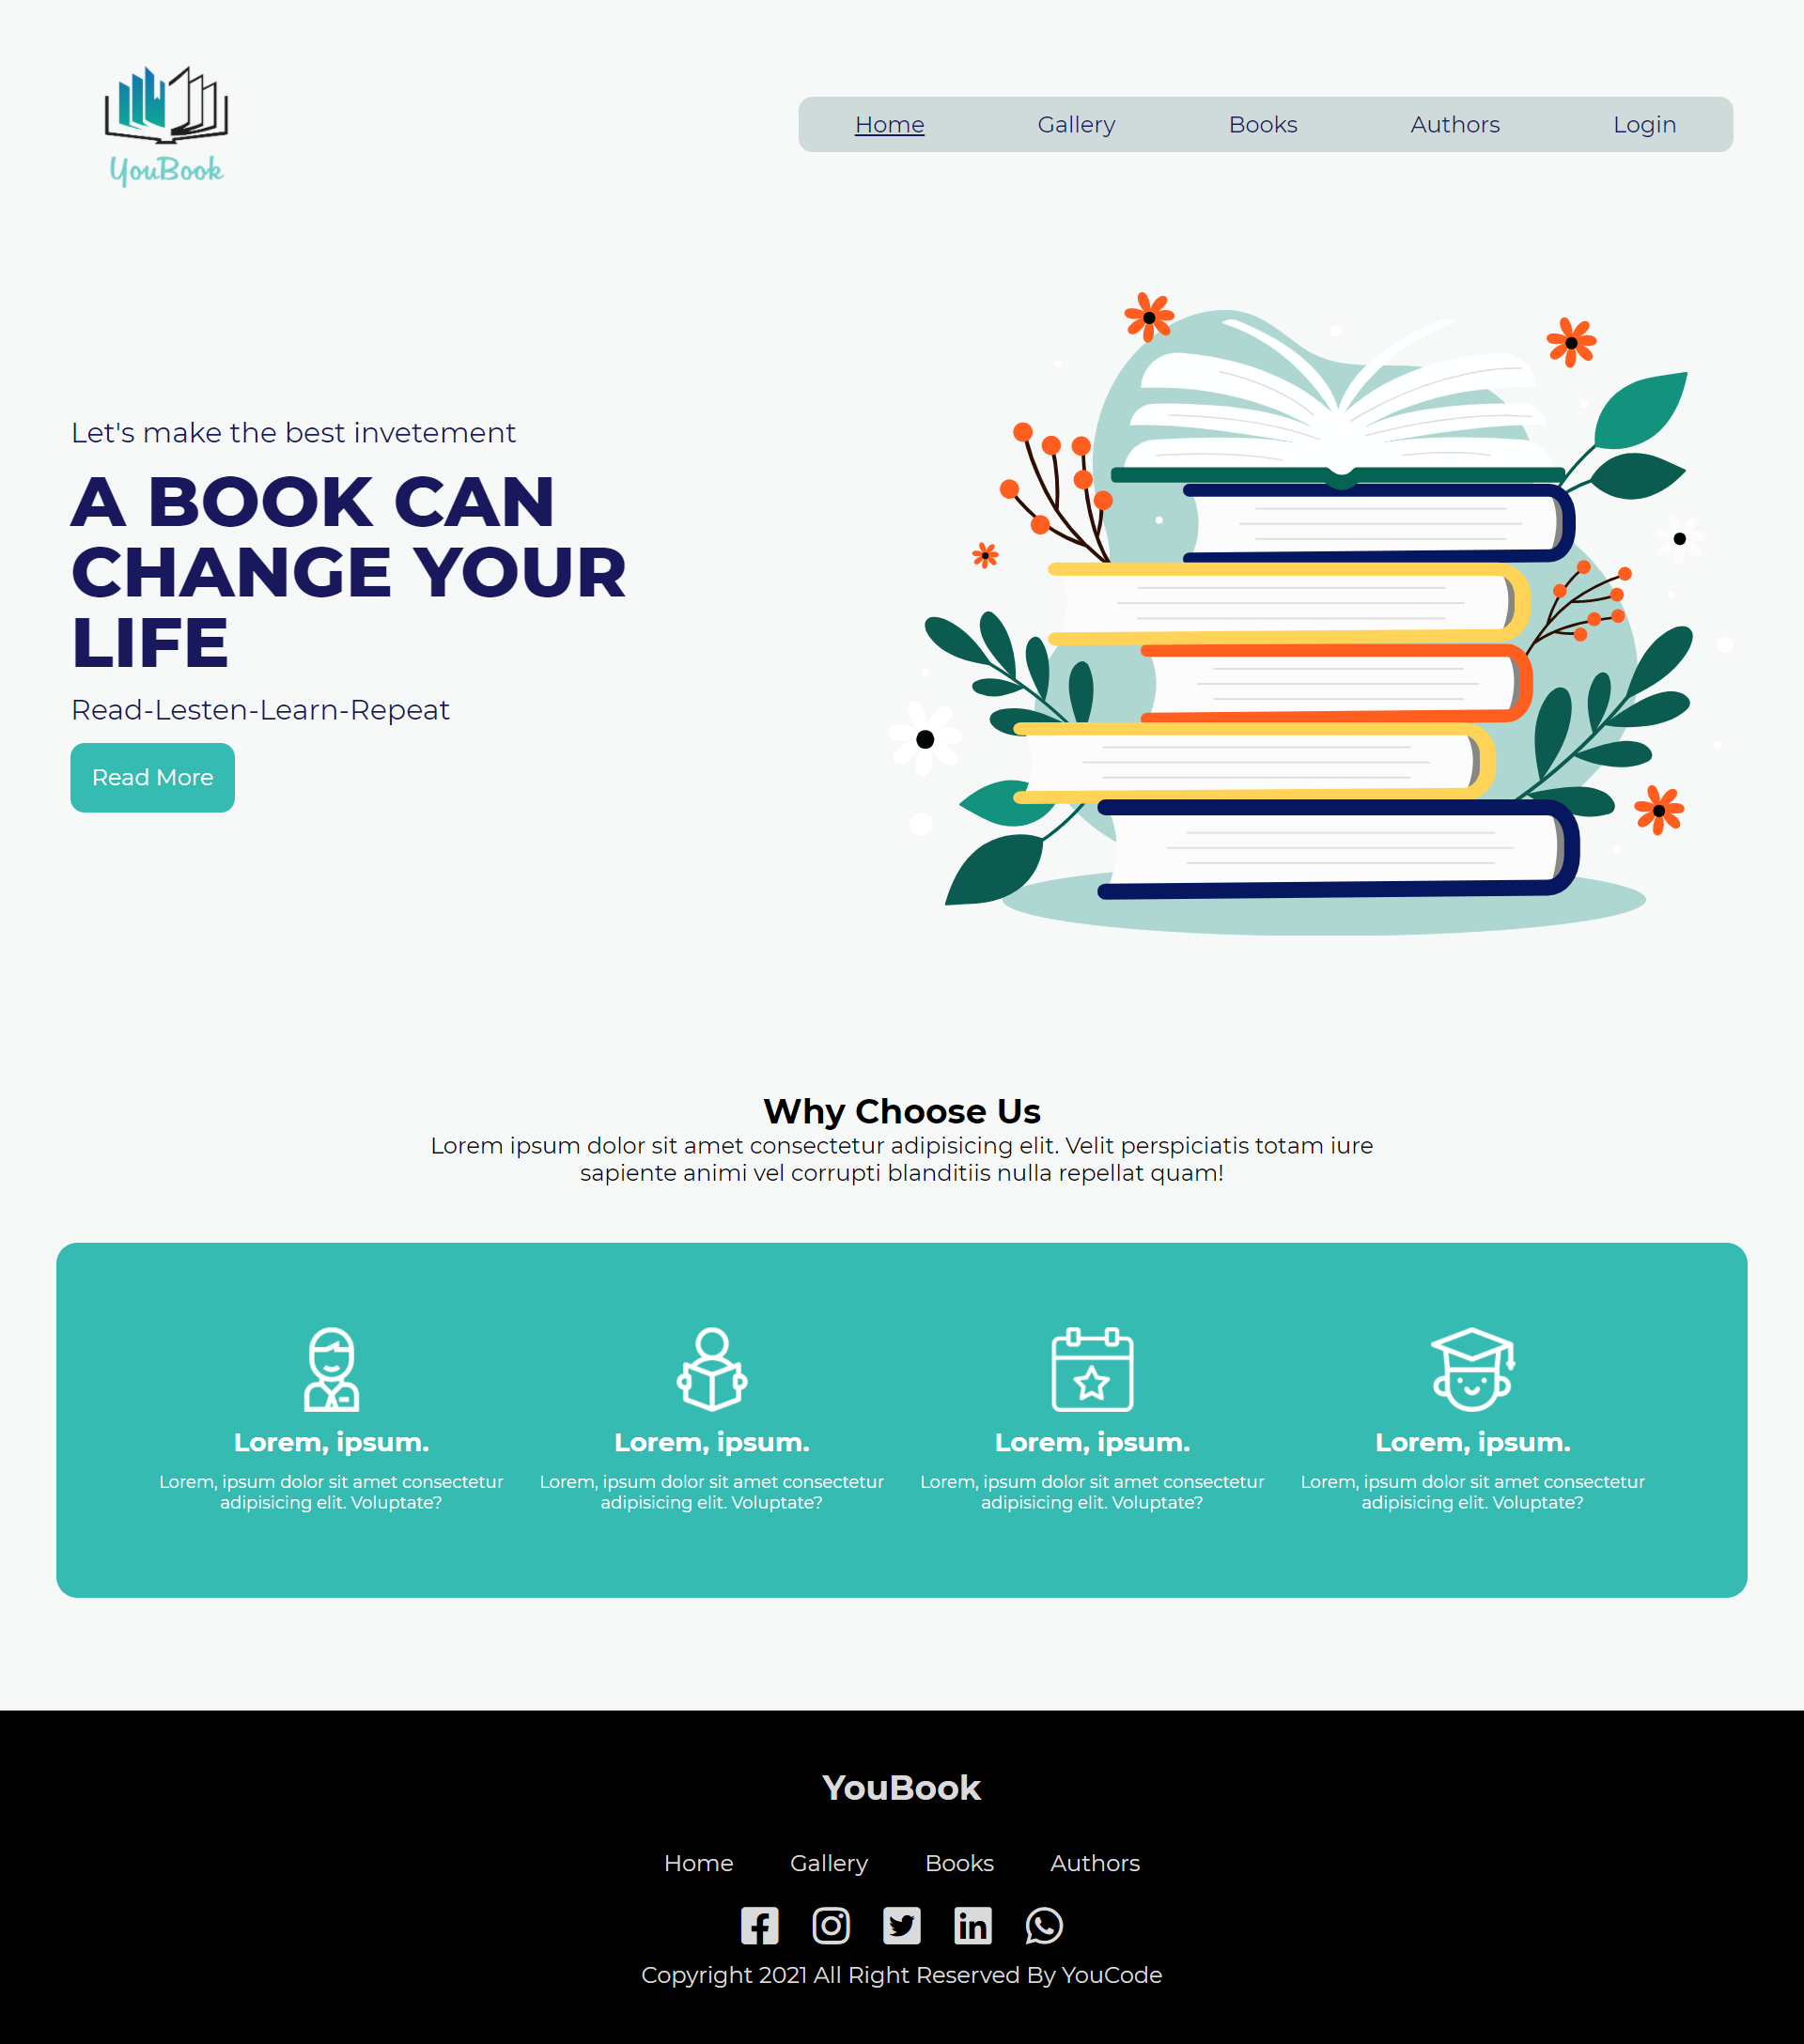 YouBook
Home Gallery Books Authors Login
Let's make the best invetement
A BOOK CAN
CHANGE YOUR
LIFE
Read-Lesten-Learn-Repeat
Read More
Why Choose Us
Lorem ipsum dolor sit amet consectetur adipisicing elit. Velit perspiciatis totam iure
sapiente animi vel corrupti blanditiis nulla repellat quam!
Lorem, ipsum.
Lorem, ipsum dolor sit amet consectetur
adipisicing elit. Voluptate?
Lorem, ipsum.
Lorem, ipsum dolor sit amet consectetur
adipisicing elit. Voluptate?
Lorem, ipsum.
Lorem, ipsum dolor sit amet consectetur
adipisicing elit. Voluptate?
Lorem, ipsum.
Lorem, ipsum dolor sit amet consectetur
adipisicing elit. Voluptate?
YouBook
Home Gallery Books Authors
Copyright 2021 All Right Reserved By YouCode